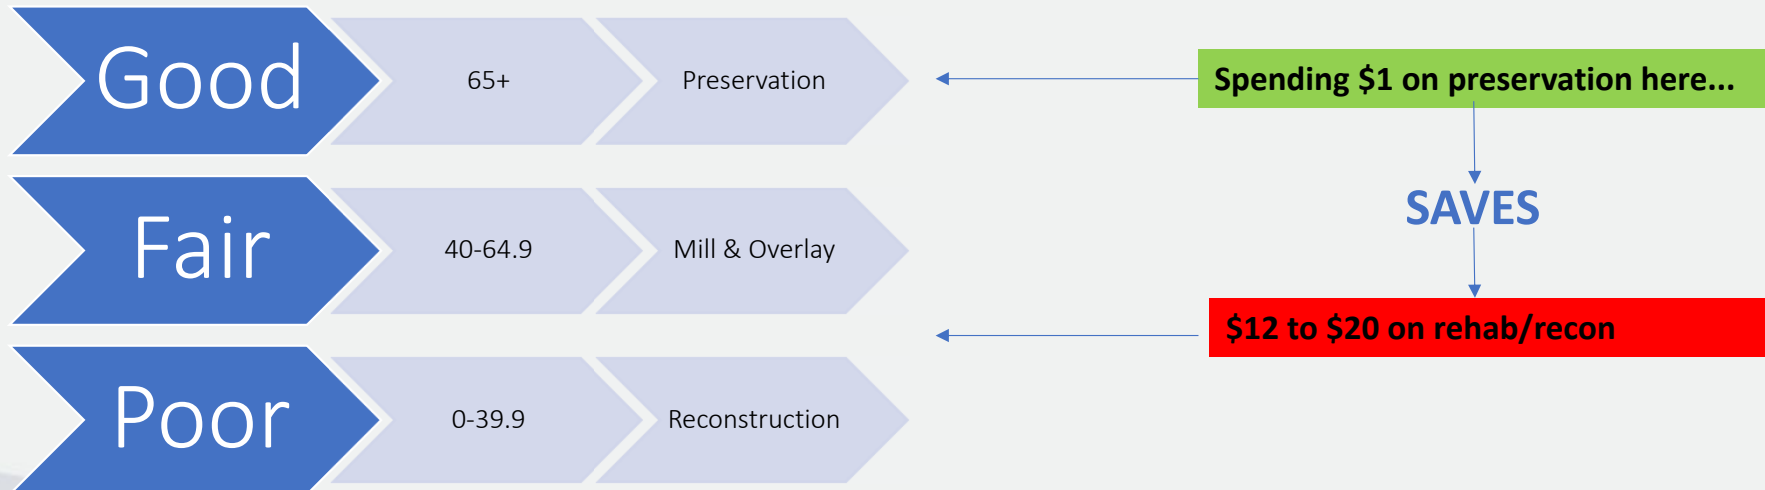 Good
65+
Preservation
Spending $1 on preservation here...
SAVES
Fair
40-64.9
Mill & Overlay
$12 to $20 on rehab/recon
Poor
0-39.9
Reconstruction